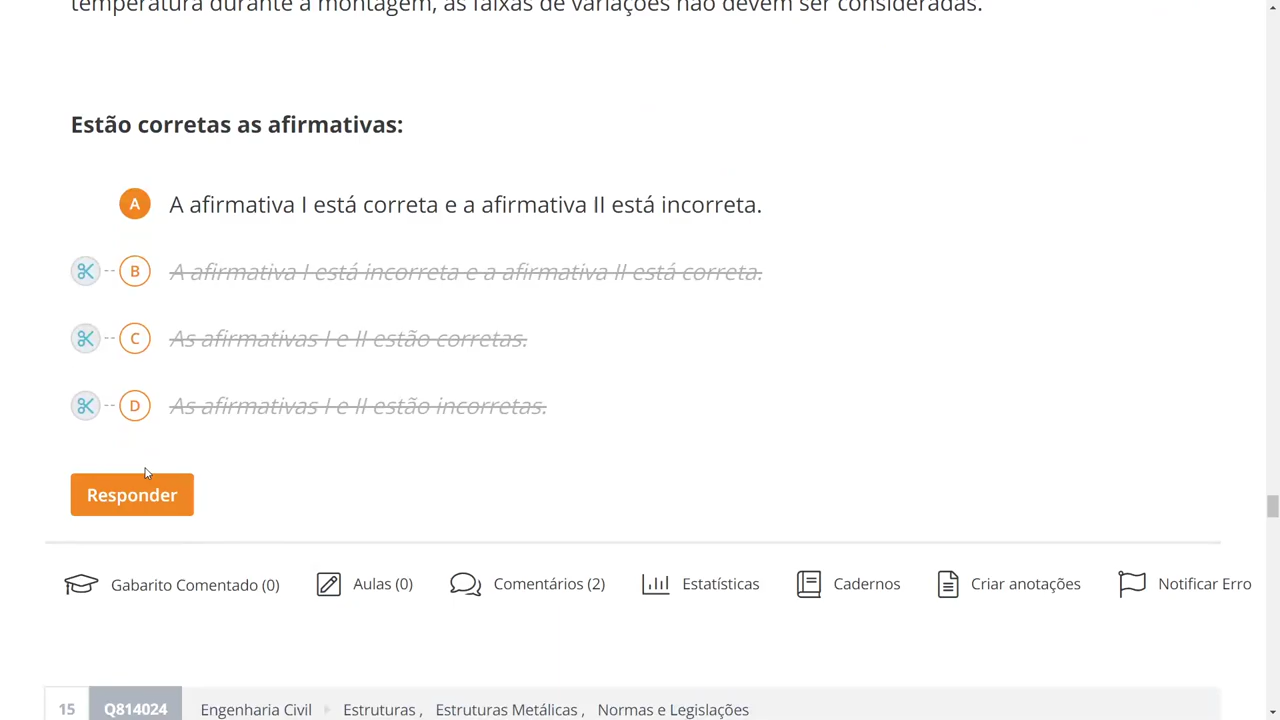 temperatura durante a montagem, as faixas de variações não devem ser consideradas.
Estão corretas as afirmativas:
A A afirmativa I está correta e a afirmativa II está incorreta.
B A afirmativa I está incorreta e a afirmativa II está correta.
C As afirmativas I e II estão corretas.
D As afirmativas I e II estão incorretas.
Responder
Gabarito Comentado (0) Aulas (0) Comentários (2) Estatísticas Cadernos Criar anotações Notificar Erro
15 Q814024 Engenharia Civil Estruturas , Estruturas Metálicas , Normas e Legislações